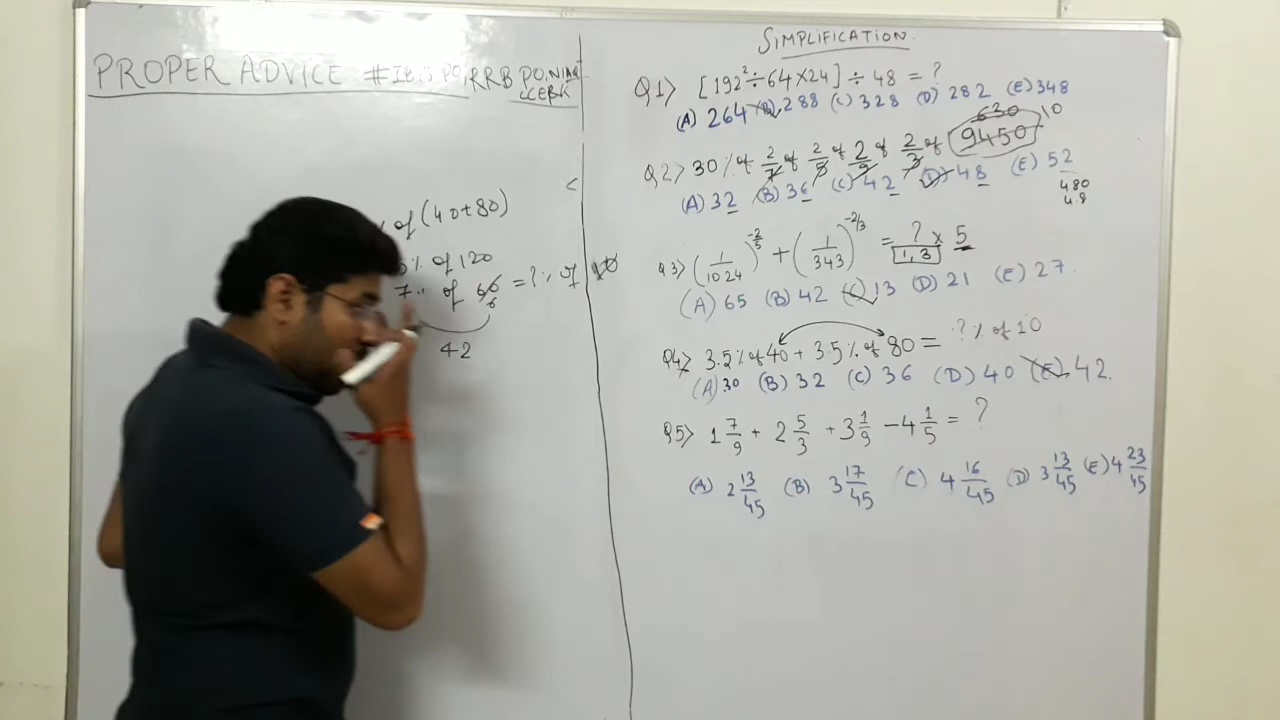 PROPER ADVICE # IBPS PO, RRB PO, NIACL
CLERK
% of (40+80)
% of 120
7% of 60 = ?% of 10
6
42
SIMPLIFICATION
Q1> [192² ÷ 64 × 24] ÷ 48 = ?
(A) 264 (B) 288 (C) 328 (D) 282 (E) 348
630 10
Q2> 30% of 2/7 of 2/5 of 2/9 of 2/3 of 9450
(A) 32 (B) 36 (C) 42 (D) 48 (E) 52
480
4.8
Q3> (1/1024)^-2/5 + (1/343)^-2/3 = ? × 5
1, 3
(A) 65 (B) 42 (C) 13 (D) 21 (E) 27
Q4> 3.5% of 40 + 3.5% of 80 = ?% of 10
(A) 30 (B) 32 (C) 36 (D) 40 (E) 42
Q5> 1 7/9 + 2 5/3 + 3 1/9 - 4 1/5 = ?
(A) 2 13/45 (B) 3 17/45 (C) 4 16/45 (D) 3 13/45 (E) 4 23/45